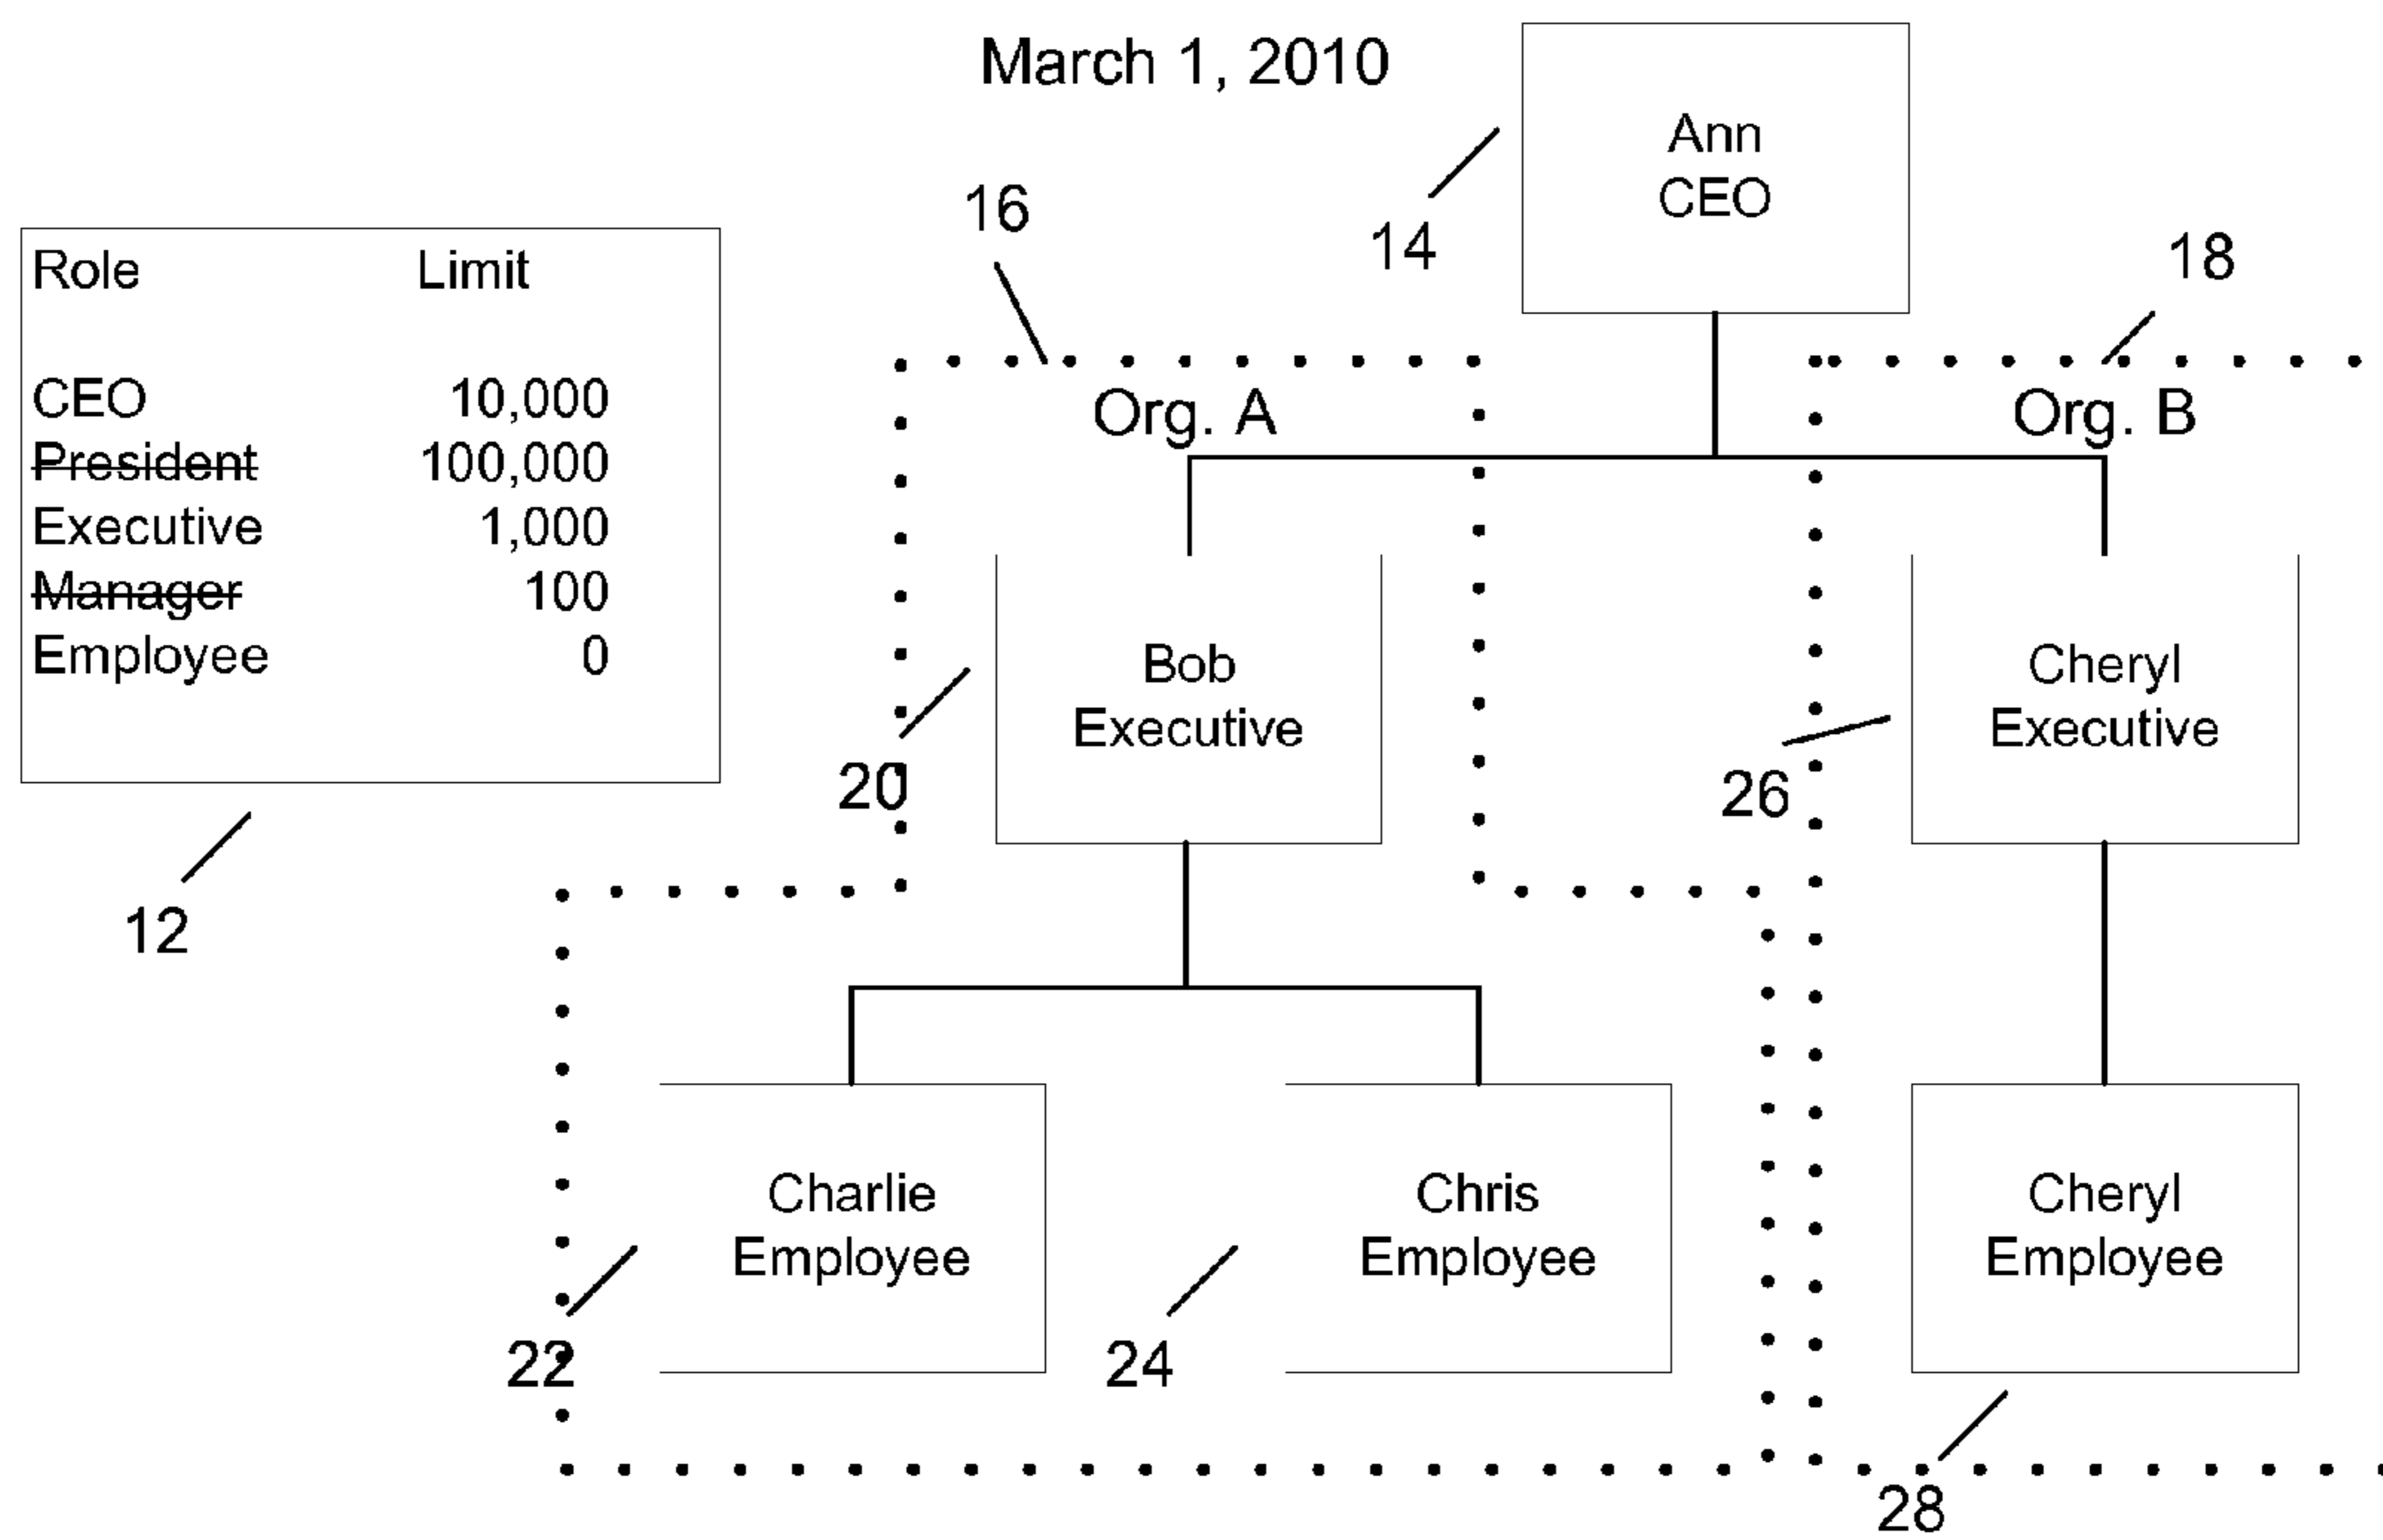 March 1, 2010
Ann
CEO
14
16
18
Role Limit
CEO 10,000
President 100,000
Executive 1,000
Manager 100
Employee 0
12
Org. A
Org. B
Bob
Executive
20
Cheryl
Executive
26
Charlie
Employee
22
Chris
Employee
24
Cheryl
Employee
28